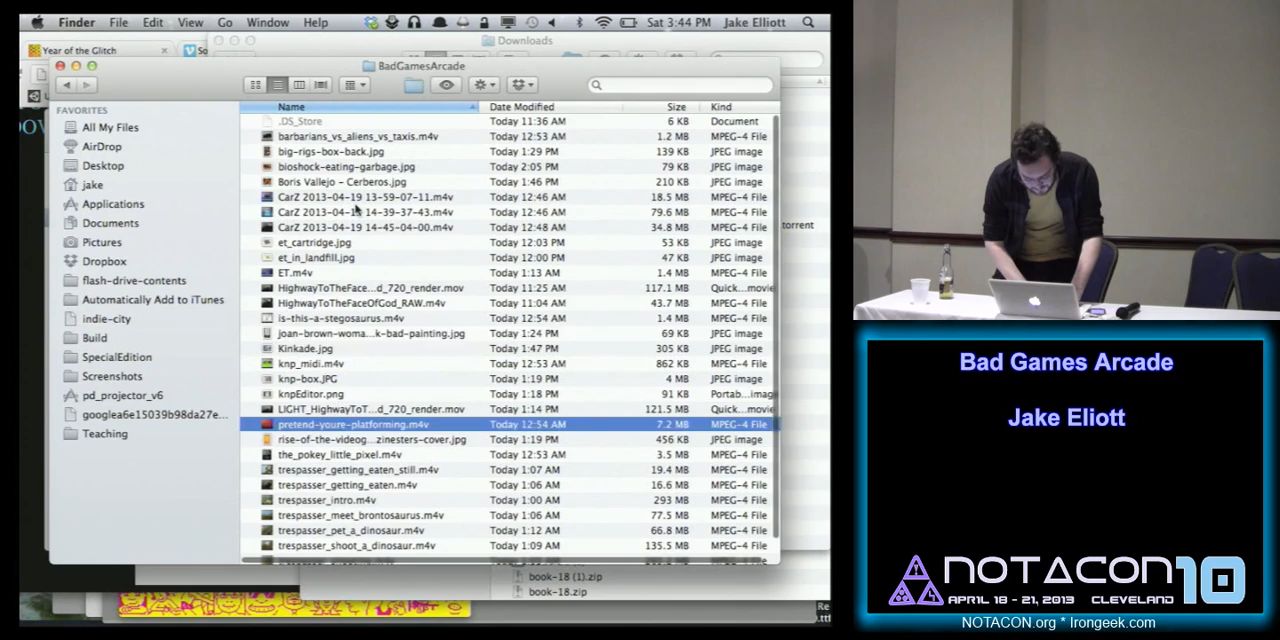 Finder File Edit View Go Window Help Sat 3:44 PM Jake Elliott
Year of the Glitch
So
Downloads
BadGamesArcade
FAVORITES
All My Files
AirDrop
Desktop
jake
Applications
Documents
Pictures
Dropbox
flash-drive-contents
Automatically Add to iTunes
indie-city
Build
SpecialEdition
Screenshots
pd_projector_v6
googlea6e15039b98da27e...
Teaching
Name Date Modified Size Kind
.DS_Store Today 11:36 AM 6 KB Document
barbarians_vs_aliens_vs_taxis.m4v Today 12:53 AM 1.2 MB MPEG-4 File
big-rigs-box-back.jpg Today 1:29 PM 139 KB JPEG image
bioshock-eating-garbage.jpg Today 2:05 PM 79 KB JPEG image
Boris Vallejo - Cerberos.jpg Today 1:46 PM 210 KB JPEG image
CarZ 2013-04-19 13-59-07-11.m4v Today 12:46 AM 18.5 MB MPEG-4 File
CarZ 2013-04-19 14-39-37-43.m4v Today 12:46 AM 79.6 MB MPEG-4 File
CarZ 2013-04-19 14-45-04-00.m4v Today 12:48 AM 34.8 MB MPEG-4 File
et_cartridge.jpg Today 12:03 PM 53 KB JPEG image
et_in_landfill.jpg Today 12:00 PM 47 KB JPEG image
ET.m4v Today 1:13 AM 1.4 MB MPEG-4 File
HighwayToTheFace...d_720_render.mov Today 11:25 AM 117.1 MB Quick...movie
HighwayToTheFaceOfGod_RAW.m4v Today 11:04 AM 43.7 MB MPEG-4 File
is-this-a-stegosaurus.m4v Today 12:54 AM 1.4 MB MPEG-4 File
joan-brown-woma...k-bad-painting.jpg Today 1:24 PM 69 KB JPEG image
Kinkade.jpg Today 1:47 PM 305 KB JPEG image
knp_midi.m4v Today 12:53 AM 862 KB MPEG-4 File
knp-box.JPG Today 1:19 PM 4 MB JPEG image
knpEditor.png Today 1:18 PM 91 KB Portab...image
LIGHT_HighwayToT...d_720_render.mov Today 1:14 PM 121.5 MB Quick...movie
pretend-youre-platforming.m4v Today 12:54 AM 7.2 MB MPEG-4 File
rise-of-the-videog...zinesters-cover.jpg Today 1:19 PM 456 KB JPEG image
the_pokey_little_pixel.m4v Today 12:53 AM 3.5 MB MPEG-4 File
trespasser_getting_eaten_still.m4v Today 1:07 AM 19.4 MB MPEG-4 File
trespasser_getting_eaten.m4v Today 1:06 AM 16.6 MB MPEG-4 File
trespasser_intro.m4v Today 1:00 AM 293 MB MPEG-4 File
trespasser_meet_brontosaurus.m4v Today 1:06 AM 77.5 MB MPEG-4 File
trespasser_pet_a_dinosaur.m4v Today 1:12 AM 66.8 MB MPEG-4 File
trespasser_shoot_a_dinosaur.m4v Today 1:09 AM 135.5 MB MPEG-4 File
torrent
book-18 (1).zip
book-18.zip
Bad Games Arcade
Jake Eliott
NOTACON 10
APRIL 18 - 21, 2013 CLEVELAND
NOTACON.org * Irongeek.com